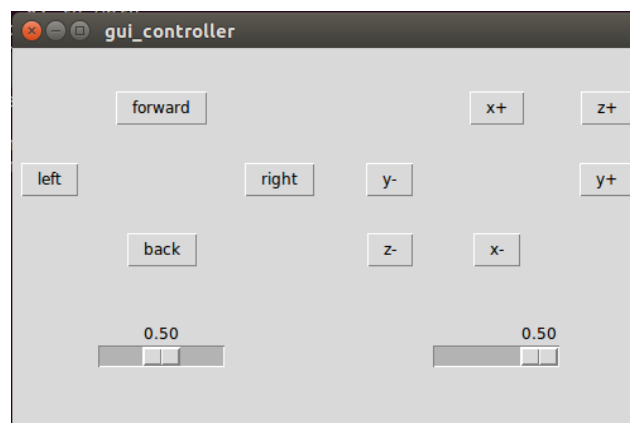 gui_controller
forward x+ z+
left right y- y+
back z- x-
0.50 0.50